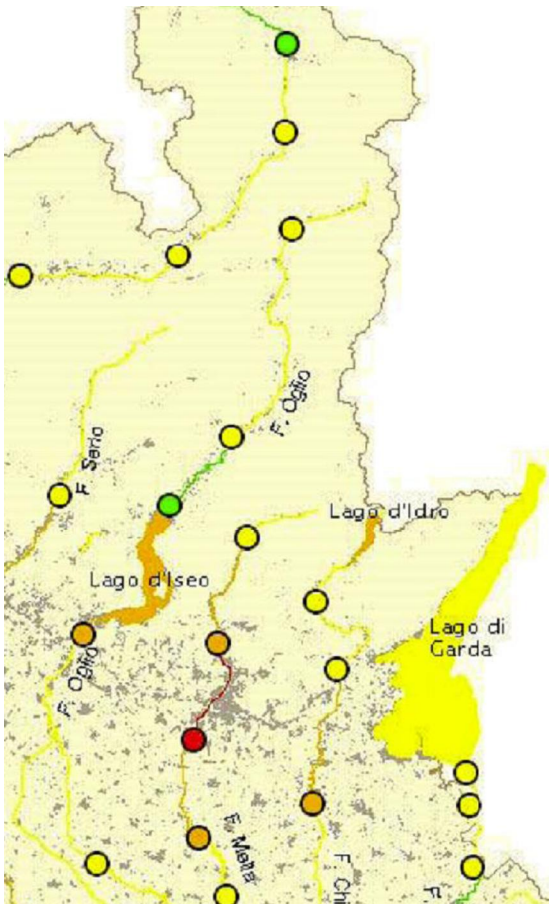 F. Oglio
F. Serio
Lago d'Idro
Lago d'Iseo
Lago di
Garda
F. Oglio
F. Mella
F. Chi
F